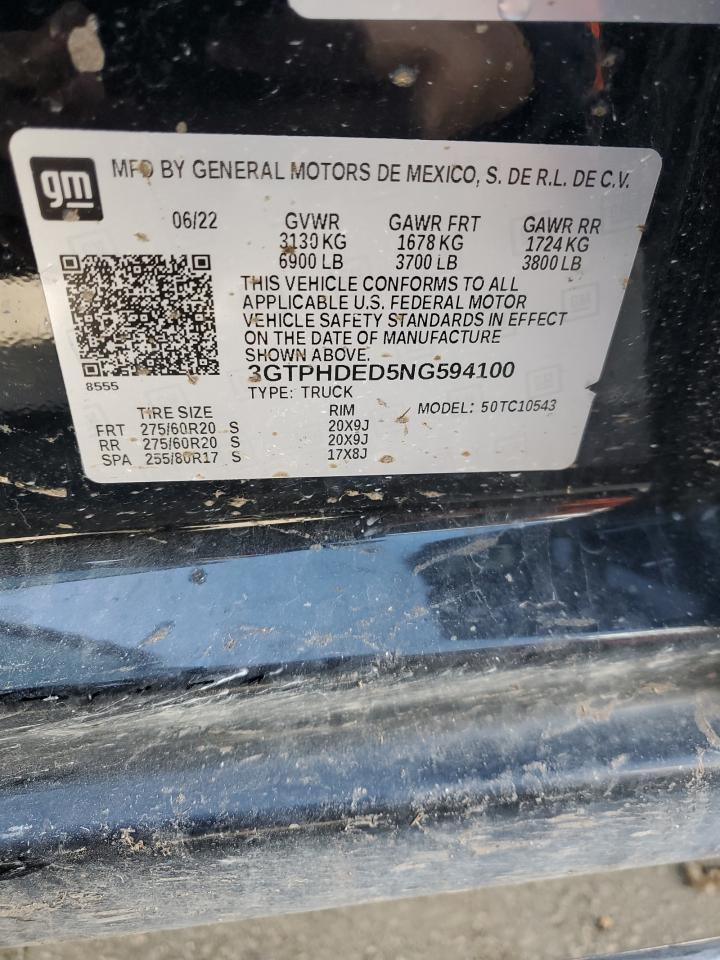 gm
MFD BY GENERAL MOTORS DE MEXICO, S. DE R.L. DE C.V.
06/22 GVWR GAWR FRT GAWR RR
3130 KG 1678 KG 1724 KG
6900 LB 3700 LB 3800 LB
THIS VEHICLE CONFORMS TO ALL
APPLICABLE U.S. FEDERAL MOTOR
VEHICLE SAFETY STANDARDS IN EFFECT
ON THE DATE OF MANUFACTURE
SHOWN ABOVE.
3GTPHDED5NG594100
8555
TYPE: TRUCK
TIRE SIZE RIM MODEL: 50TC10543
FRT 275/60R20 S 20X9J
RR 275/60R20 S 20X9J
SPA 255/80R17 S 17X8J